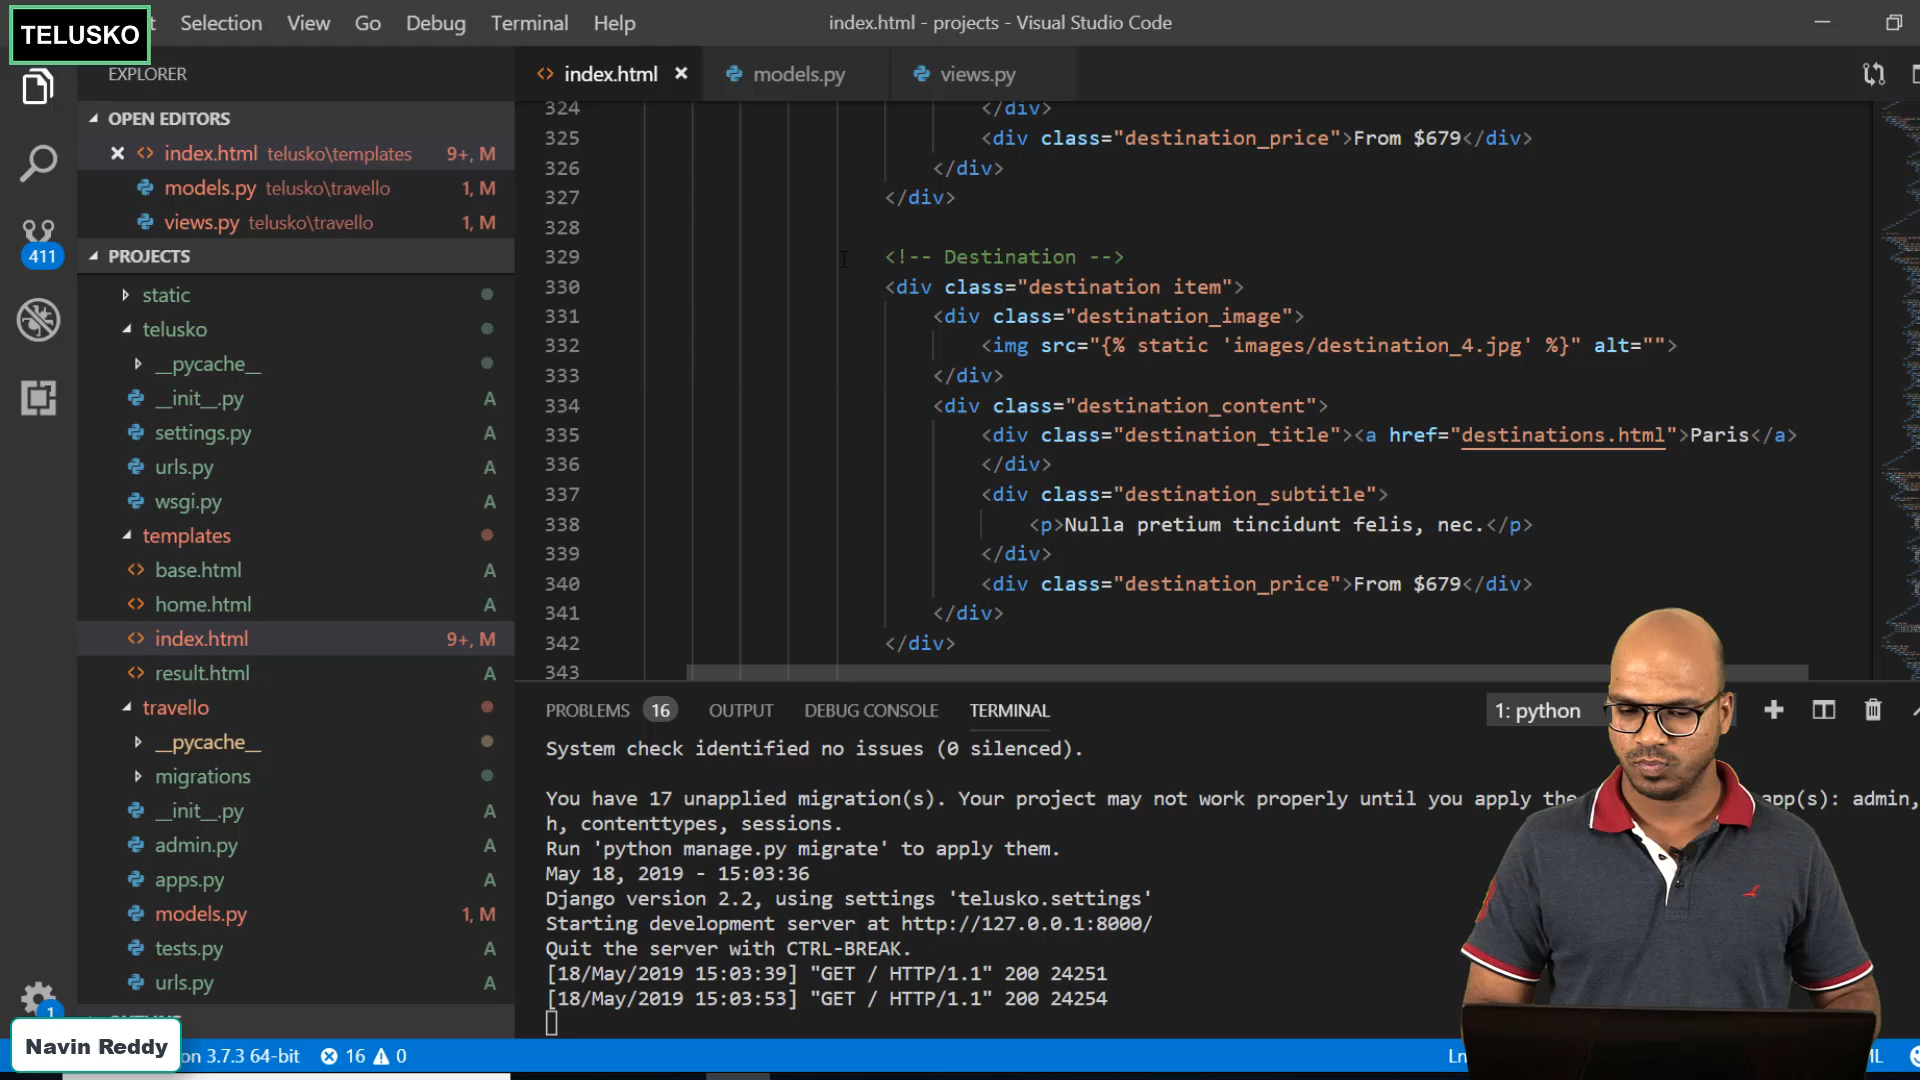 TELUSKO
Selection View Go Debug Terminal Help
index.html - projects - Visual Studio Code
EXPLORER
OPEN EDITORS
index.html telusko\templates 9+, M
models.py telusko\travello 1, M
views.py telusko\travello 1, M
411
PROJECTS
static
telusko
__pycache__
__init__.py A
settings.py A
urls.py A
wsgi.py A
templates
base.html A
home.html A
index.html 9+, M
result.html A
travello
__pycache__
migrations
__init__.py A
admin.py A
apps.py A
models.py 1, M
tests.py A
urls.py A
1
index.html models.py views.py
324 </div>
325 <div class="destination_price">From $679</div>
326 </div>
327 </div>
328
329 <!-- Destination -->
330 <div class="destination item">
331 <div class="destination_image">
332 <img src="{% static 'images/destination_4.jpg' %}" alt="">
333 </div>
334 <div class="destination_content">
335 <div class="destination_title"><a href="destinations.html">Paris</a>
336 </div>
337 <div class="destination_subtitle">
338 <p>Nulla pretium tincidunt felis, nec.</p>
339 </div>
340 <div class="destination_price">From $679</div>
341 </div>
342 </div>
343
PROBLEMS 16 OUTPUT DEBUG CONSOLE TERMINAL 1: python
System check identified no issues (0 silenced).
You have 17 unapplied migration(s). Your project may not work properly until you apply the app(s): admin,
h, contenttypes, sessions.
Run 'python manage.py migrate' to apply them.
May 18, 2019 - 15:03:36
Django version 2.2, using settings 'telusko.settings'
Starting development server at http://127.0.0.1:8000/
Quit the server with CTRL-BREAK.
[18/May/2019 15:03:39] "GET / HTTP/1.1" 200 24251
[18/May/2019 15:03:53] "GET / HTTP/1.1" 200 24254
Navin Reddy
on 3.7.3 64-bit 16 0 Ln